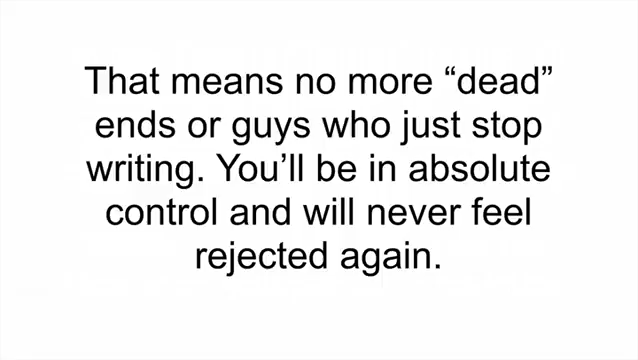 That means no more “dead”
ends or guys who just stop
writing. You’ll be in absolute
control and will never feel
rejected again.